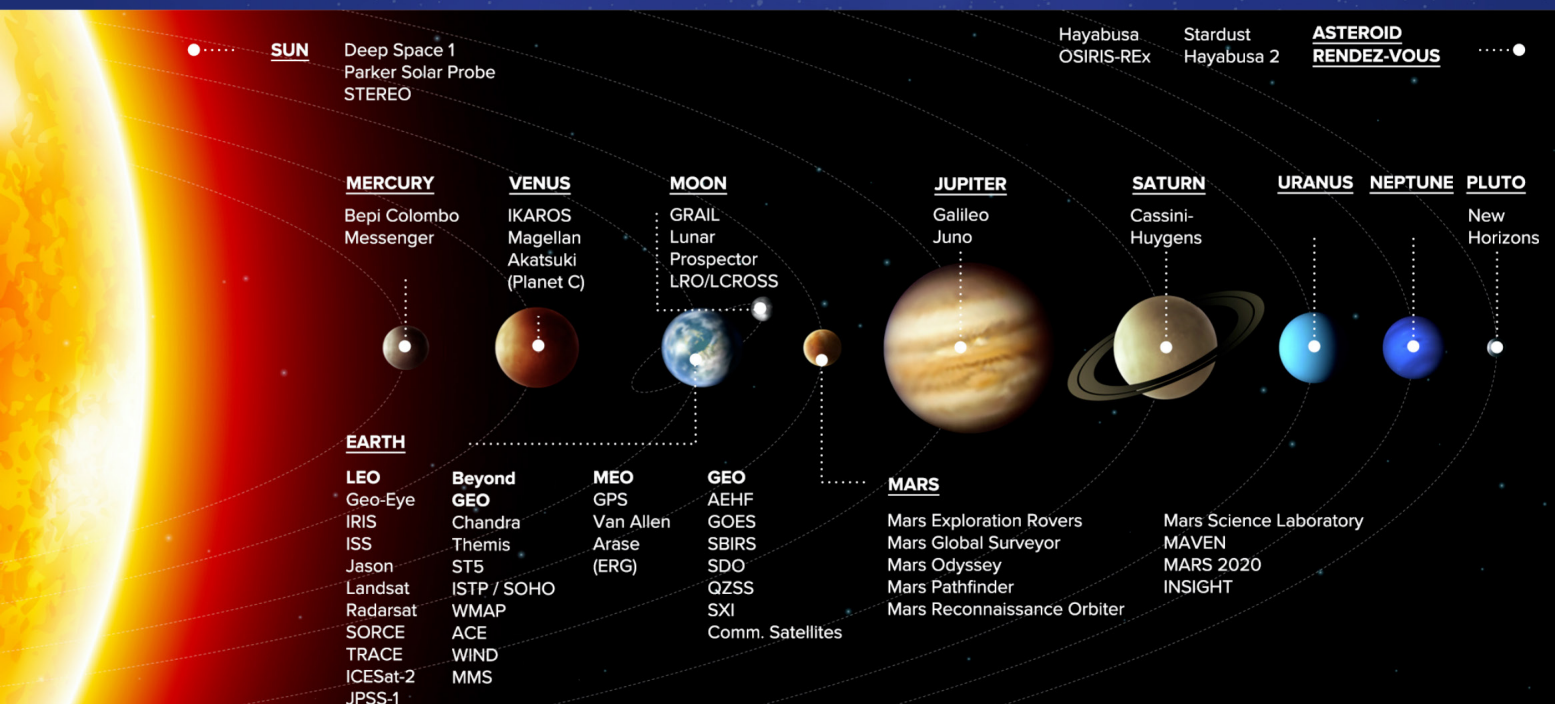 SUN
Deep Space 1
Parker Solar Probe
STEREO
Hayabusa
OSIRIS-REx
Stardust
Hayabusa 2
ASTEROID
RENDEZ-VOUS
MERCURY
Bepi Colombo
Messenger
VENUS
IKAROS
Magellan
Akatsuki
(Planet C)
MOON
GRAIL
Lunar
Prospector
LRO/LCROSS
JUPITER
Galileo
Juno
SATURN
Cassini-
Huygens
URANUS
NEPTUNE
PLUTO
New
Horizons
EARTH
LEO
Geo-Eye
IRIS
ISS
Jason
Landsat
Radarsat
SORCE
TRACE
ICESat-2
JPSS-1
Beyond
GEO
Chandra
Themis
ST5
ISTP / SOHO
WMAP
ACE
WIND
MMS
MEO
GPS
Van Allen
Arase
(ERG)
GEO
AEHF
GOES
SBIRS
SDO
QZSS
SXI
Comm. Satellites
MARS
Mars Exploration Rovers
Mars Global Surveyor
Mars Odyssey
Mars Pathfinder
Mars Reconnaissance Orbiter
Mars Science Laboratory
MAVEN
MARS 2020
INSIGHT